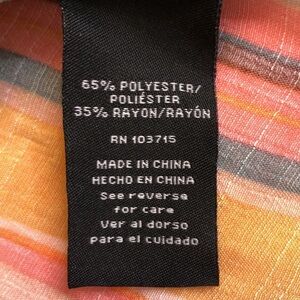 65% POLYESTER/
POLIÉSTER
35% RAYON/RAYÓN
RN 103715
MADE IN CHINA
HECHO EN CHINA
See reverse
for care
Ver al dorso
para el cuidado